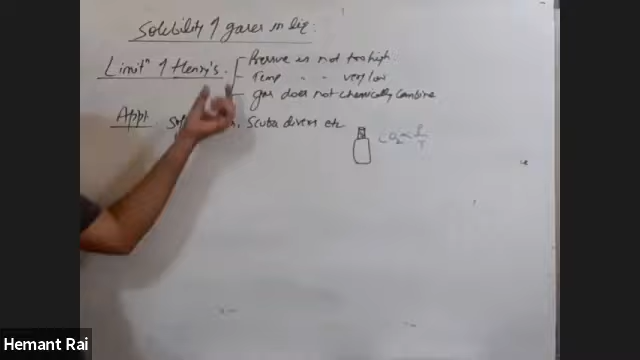 Solubility of gases in liq.
Limitⁿ of Henry's
Pressure is not too high.
Temp " " very low
gas does not chemically combine
Appl Scuba divers etc
CO₂ ∝ P/T
Hemant Rai